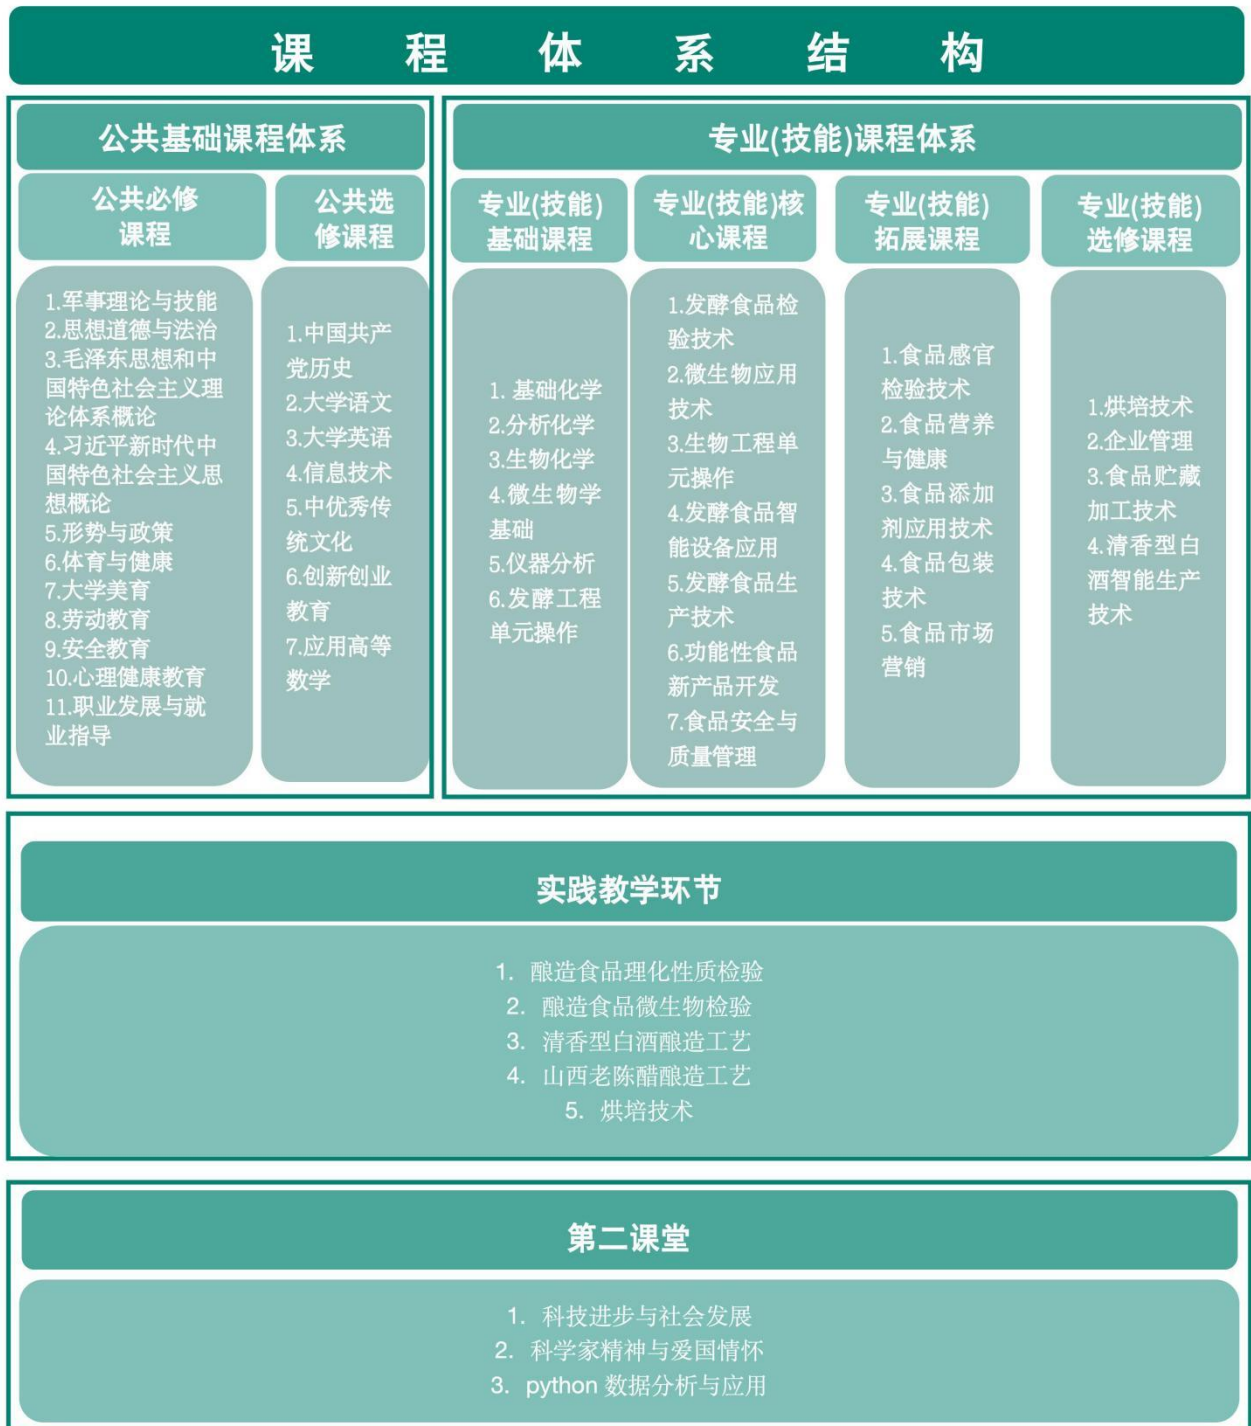 课程体系结构
公共基础课程体系
公共必修
课程
1.军事理论与技能
2.思想道德与法治
3.毛泽东思想和中
国特色社会主义理
论体系概论
4.习近平新时代中
国特色社会主义思
想概论
5.形势与政策
6.体育与健康
7.大学美育
8.劳动教育
9.安全教育
10.心理健康教育
11.职业发展与就
业指导
公共选
修课程
1.中国共产
党历史
2.大学语文
3.大学英语
4.信息技术
5.中优秀传
统文化
6.创新创业
教育
7.应用高等
数学
专业(技能)课程体系
专业(技能)
基础课程
1. 基础化学
2.分析化学
3.生物化学
4.微生物学
基础
5.仪器分析
6.发酵工程
单元操作
专业(技能)核
心课程
1.发酵食品检
验技术
2.微生物应用
技术
3.生物工程单
元操作
4.发酵食品智
能设备应用
5.发酵食品生
产技术
6.功能性食品
新产品开发
7.食品安全与
质量管理
专业(技能)
拓展课程
1.食品感官
检验技术
2.食品营养
与健康
3.食品添加
剂应用技术
4.食品包装
技术
5.食品市场
营销
专业(技能)
选修课程
1.烘培技术
2.企业管理
3.食品贮藏
加工技术
4.清香型白
酒智能生产
技术
实践教学环节
1. 酿造食品理化性质检验
2. 酿造食品微生物检验
3. 清香型白酒酿造工艺
4. 山西老陈醋酿造工艺
5. 烘培技术
第二课堂
1. 科技进步与社会发展
2. 科学家精神与爱国情怀
3. python 数据分析与应用